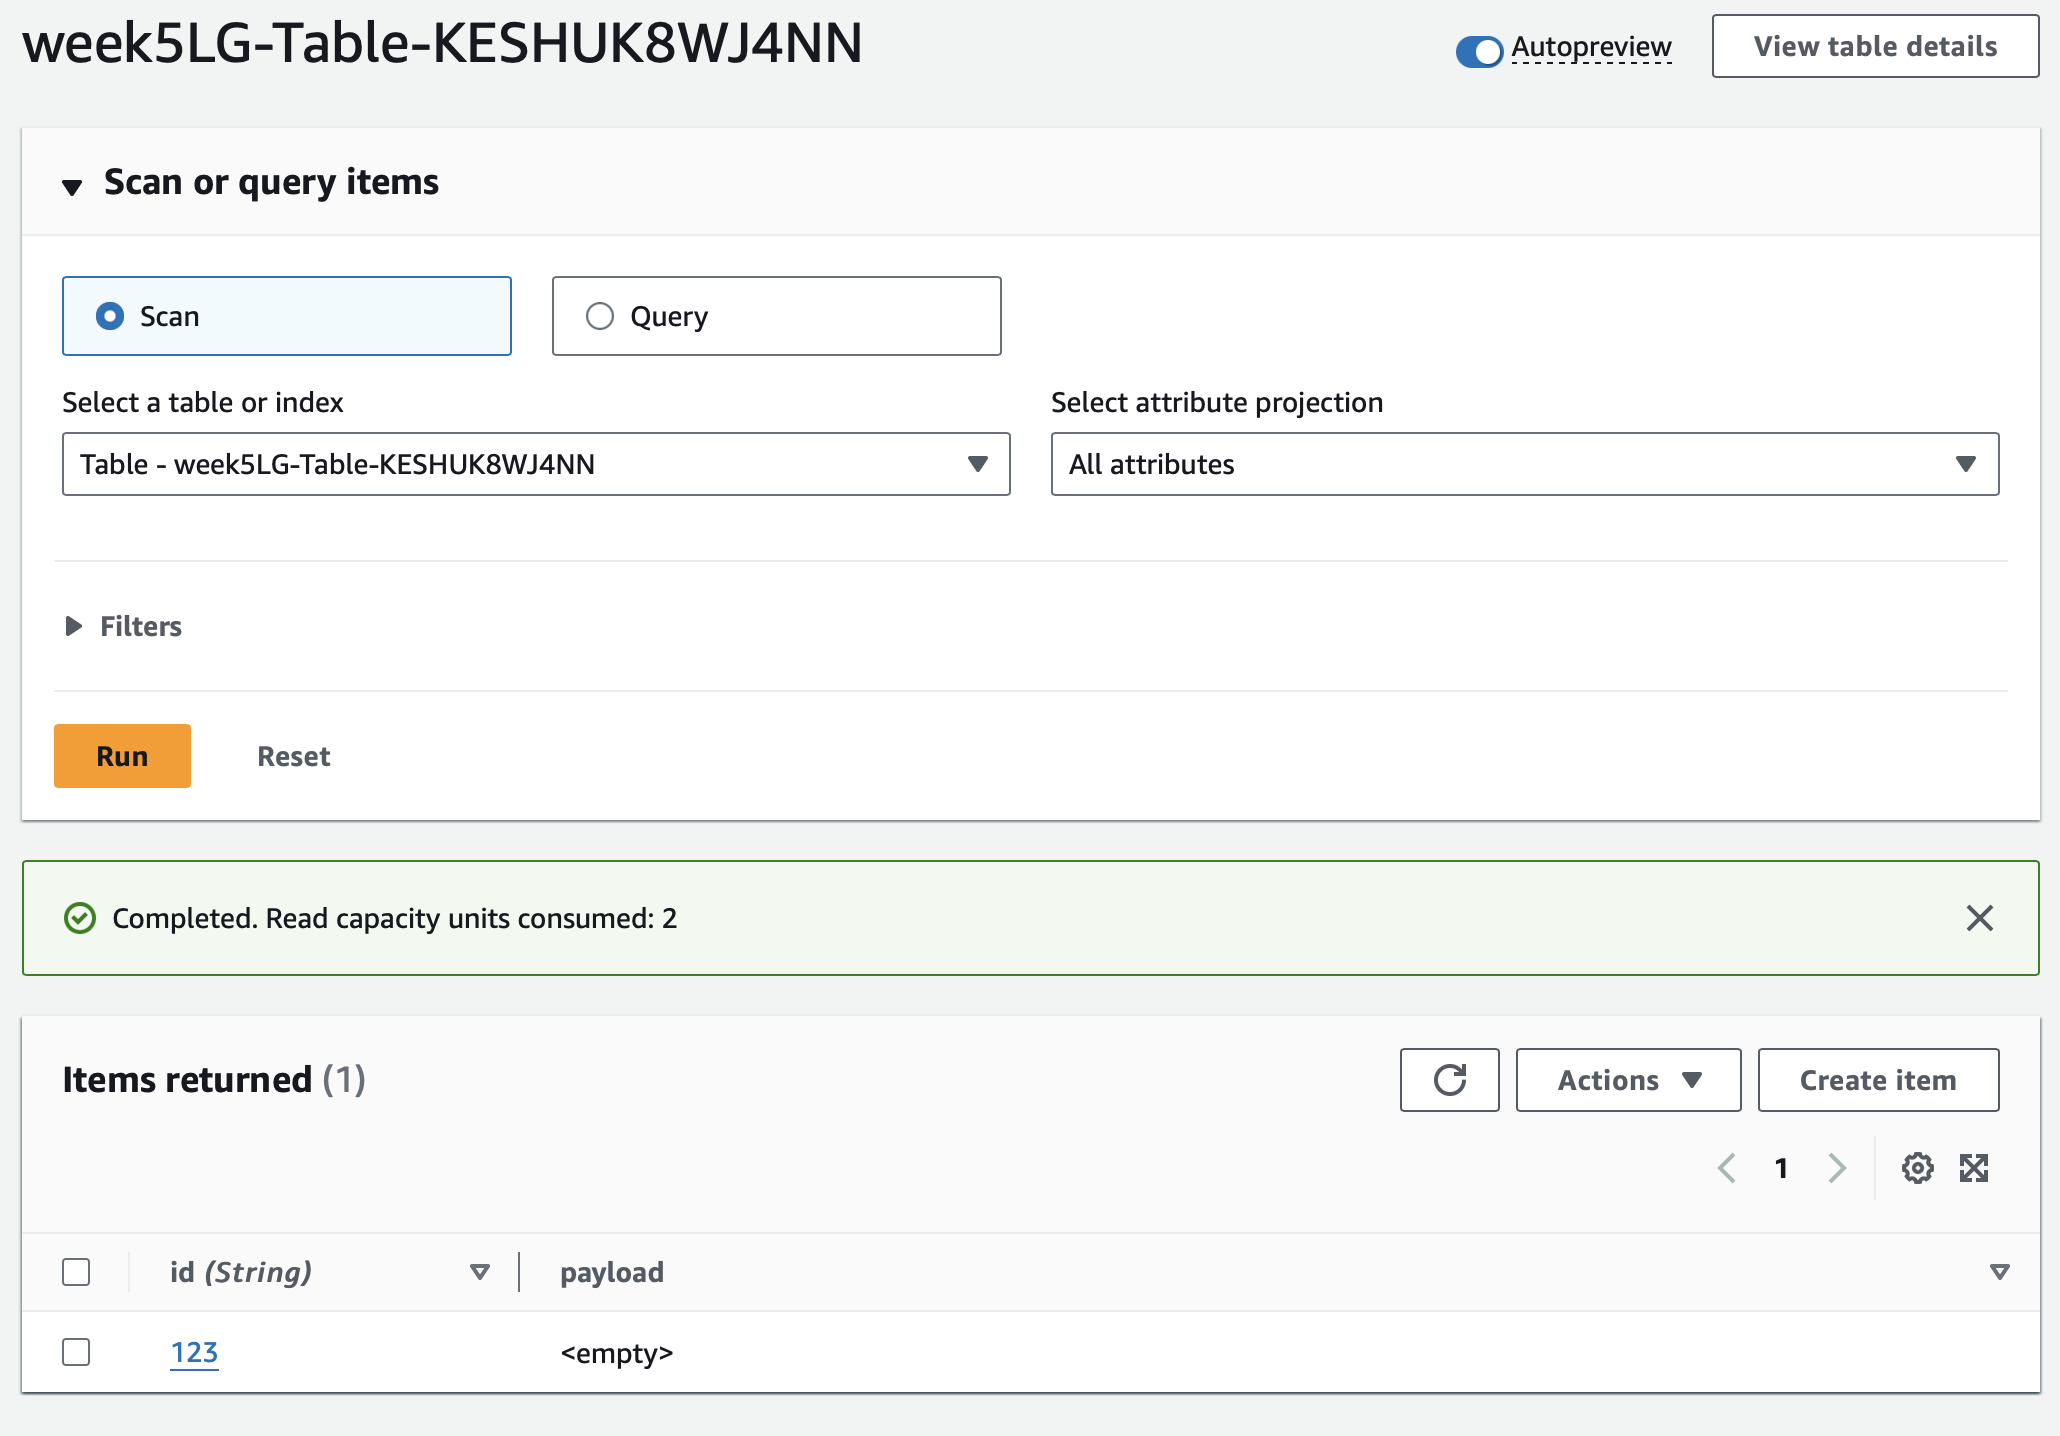 week5LG-Table-KESHUK8WJ4NN
Autopreview
View table details
Scan or query items
Scan
Query
Select a table or index
Select attribute projection
Table - week5LG-Table-KESHUK8WJ4NN
All attributes
Filters
Run
Reset
Completed. Read capacity units consumed: 2
Items returned (1)
Actions
Create item
1
id (String)
payload
123
<empty>